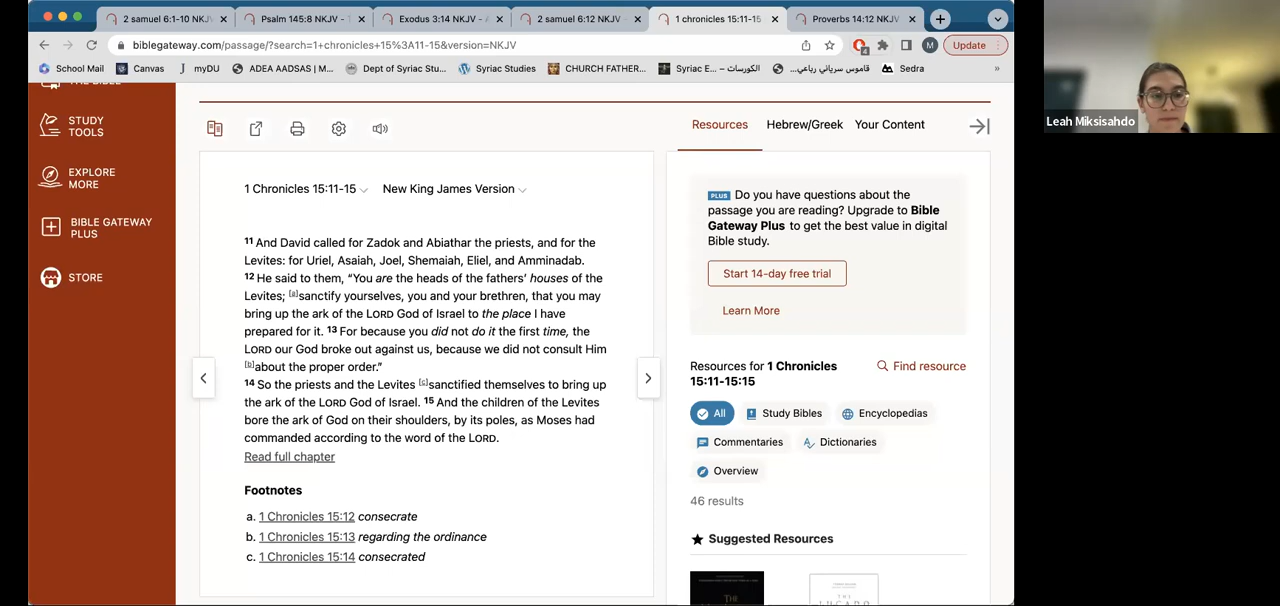 2 samuel 6:1-10 NKJV
Psalm 145:8 NKJV -
Exodus 3:14 NKJV -
2 samuel 6:12 NKJV -
1 chronicles 15:11-15
Proverbs 14:12 NKJV
biblegateway.com/passage/?search=1+chronicles+15%3A11-15&version=NKJV
M
Update
School Mail
Canvas
myDU
ADEA AADSAS | M...
Dept of Syriac Stu...
Syriac Studies
CHURCH FATHER...
Syriac E... – الكورسات
قاموس سرياني رباعي...
Sedra
»
STUDY
TOOLS
EXPLORE
MORE
BIBLE GATEWAY
PLUS
STORE
Resources
Hebrew/Greek
Your Content
1 Chronicles 15:11-15
New King James Version
11 And David called for Zadok and Abiathar the priests, and for the
Levites: for Uriel, Asaiah, Joel, Shemaiah, Eliel, and Amminadab.
12 He said to them, “You are the heads of the fathers’ houses of the
Levites; [a]sanctify yourselves, you and your brethren, that you may
bring up the ark of the LORD God of Israel to the place I have
prepared for it. 13 For because you did not do it the first time, the
LORD our God broke out against us, because we did not consult Him
[b]about the proper order.”
14 So the priests and the Levites [c]sanctified themselves to bring up
the ark of the LORD God of Israel. 15 And the children of the Levites
bore the ark of God on their shoulders, by its poles, as Moses had
commanded according to the word of the LORD.
Read full chapter
Footnotes
a. 1 Chronicles 15:12 consecrate
b. 1 Chronicles 15:13 regarding the ordinance
c. 1 Chronicles 15:14 consecrated
PLUS Do you have questions about the
passage you are reading? Upgrade to Bible
Gateway Plus to get the best value in digital
Bible study.
Start 14-day free trial
Learn More
Resources for 1 Chronicles
15:11-15:15
Find resource
All
Study Bibles
Encyclopedias
Commentaries
Dictionaries
Overview
46 results
Suggested Resources
THE
Leah Miksisahdo